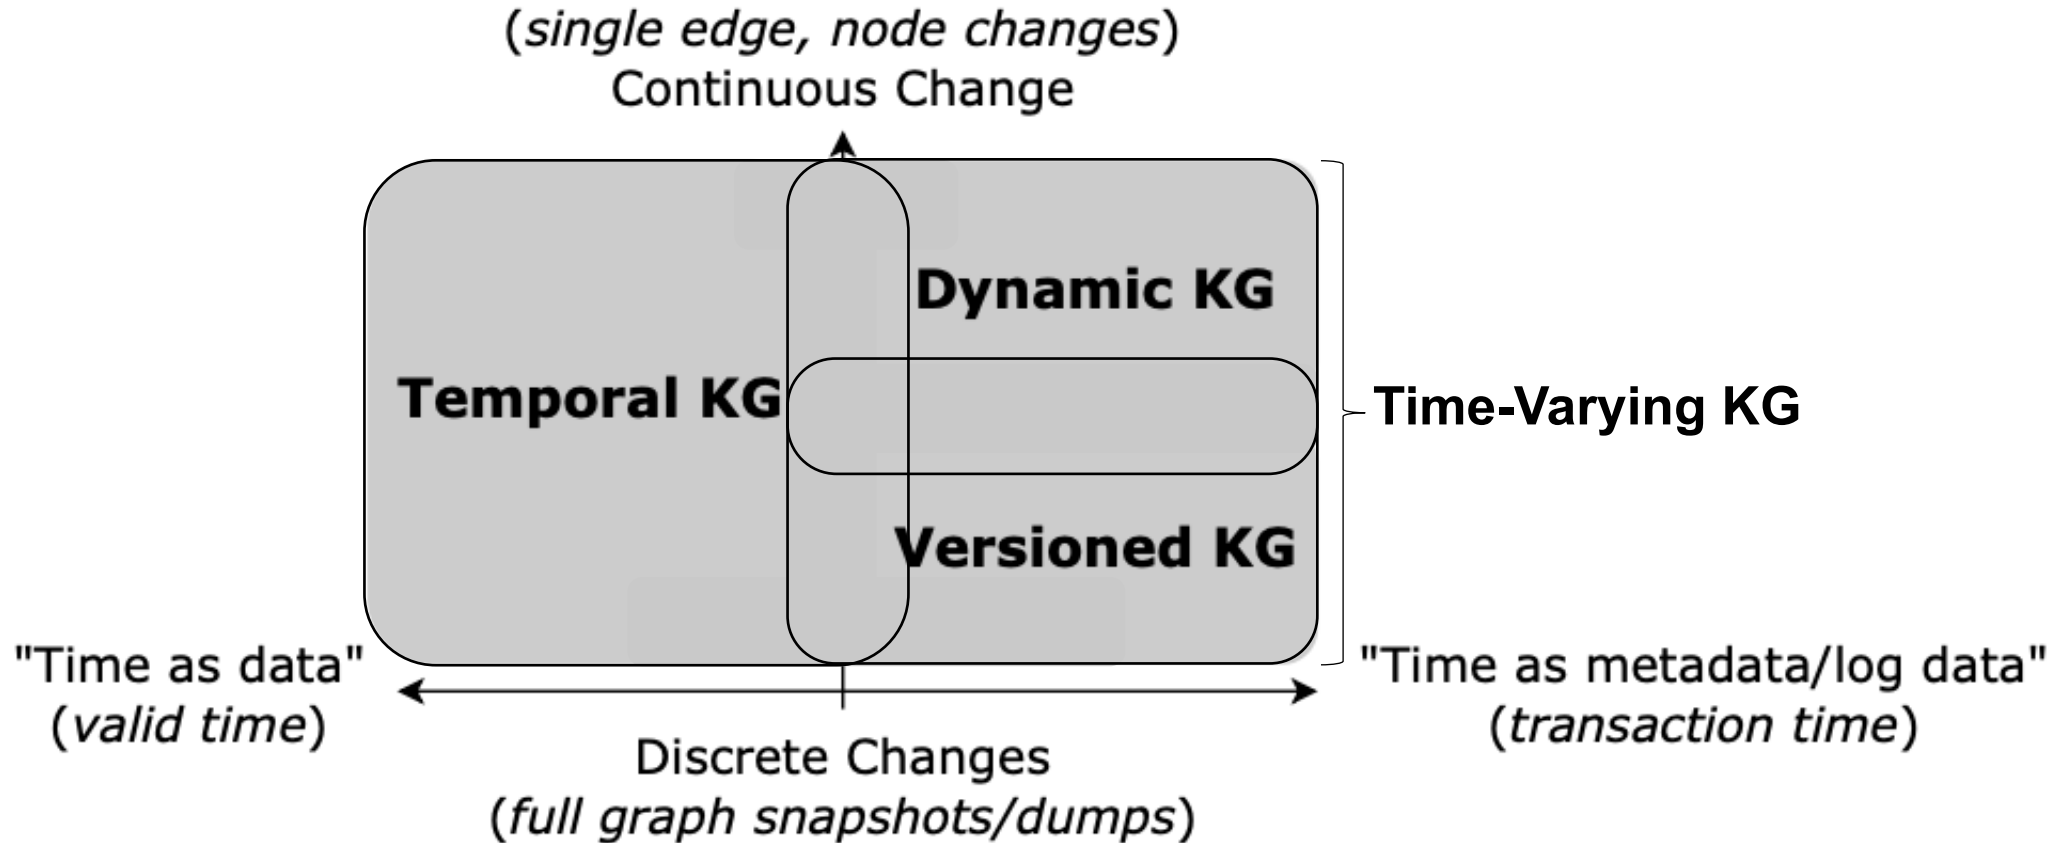 (single edge, node changes)
Continuous Change
Dynamic KG
Temporal KG
Time-Varying KG
Versioned KG
"Time as data"
(valid time)
"Time as metadata/log data"
(transaction time)
Discrete Changes
(full graph snapshots/dumps)